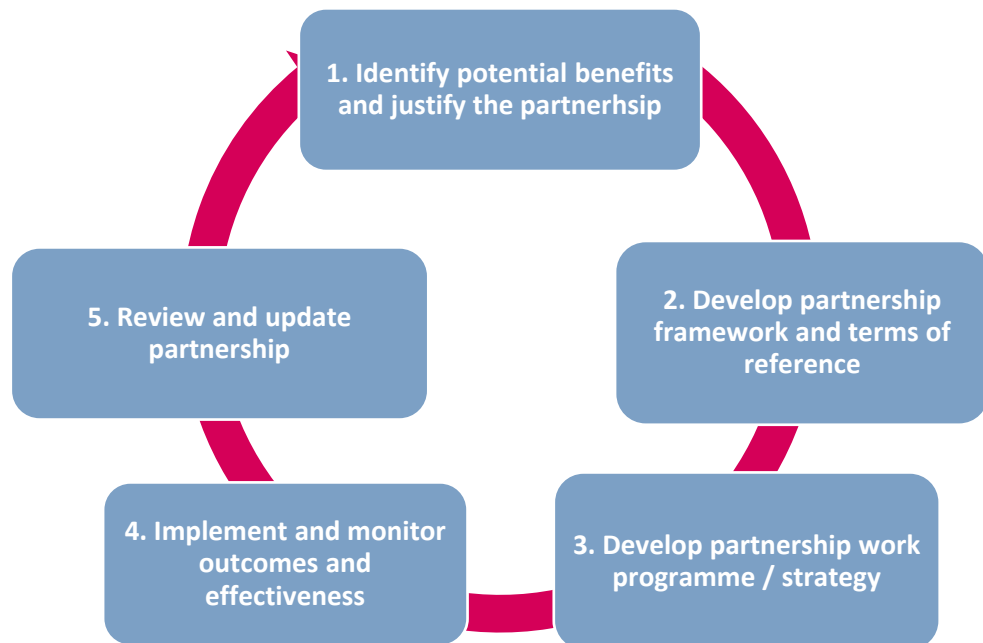 1. Identify potential benefits
and justify the partnerhsip
2. Develop partnership
framework and terms of
reference
3. Develop partnership work
programme / strategy
4. Implement and monitor
outcomes and
effectiveness
5. Review and update
partnership